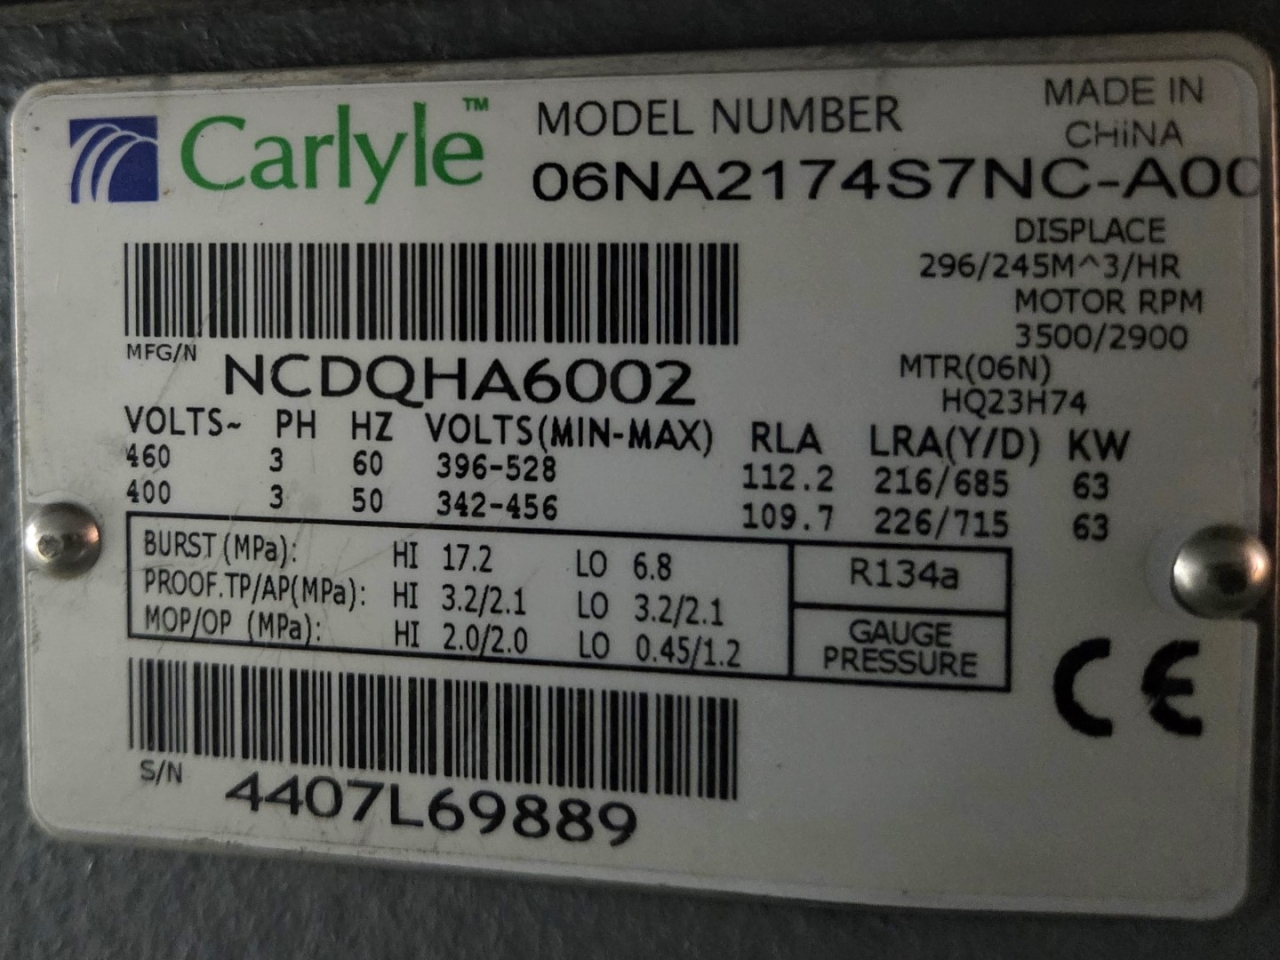 Carlyle™
MODEL NUMBER
MADE IN
CHiNA
06NA2174S7NC-A00
DISPLACE
296/245M^3/HR
MOTOR RPM
3500/2900
MFG/N
NCDQHA6002
MTR(06N)
HQ23H74
VOLTS~ PH HZ VOLTS(MIN-MAX) RLA LRA(Y/D) KW
460 3 60 396-528 112.2 216/685 63
400 3 50 342-456 109.7 226/715 63
BURST (MPa): HI 17.2 LO 6.8
PROOF.TP/AP(MPa): HI 3.2/2.1 LO 3.2/2.1
MOP/OP (MPa): HI 2.0/2.0 LO 0.45/1.2
R134a
GAUGE
PRESSURE
CE
S/N
4407L69889